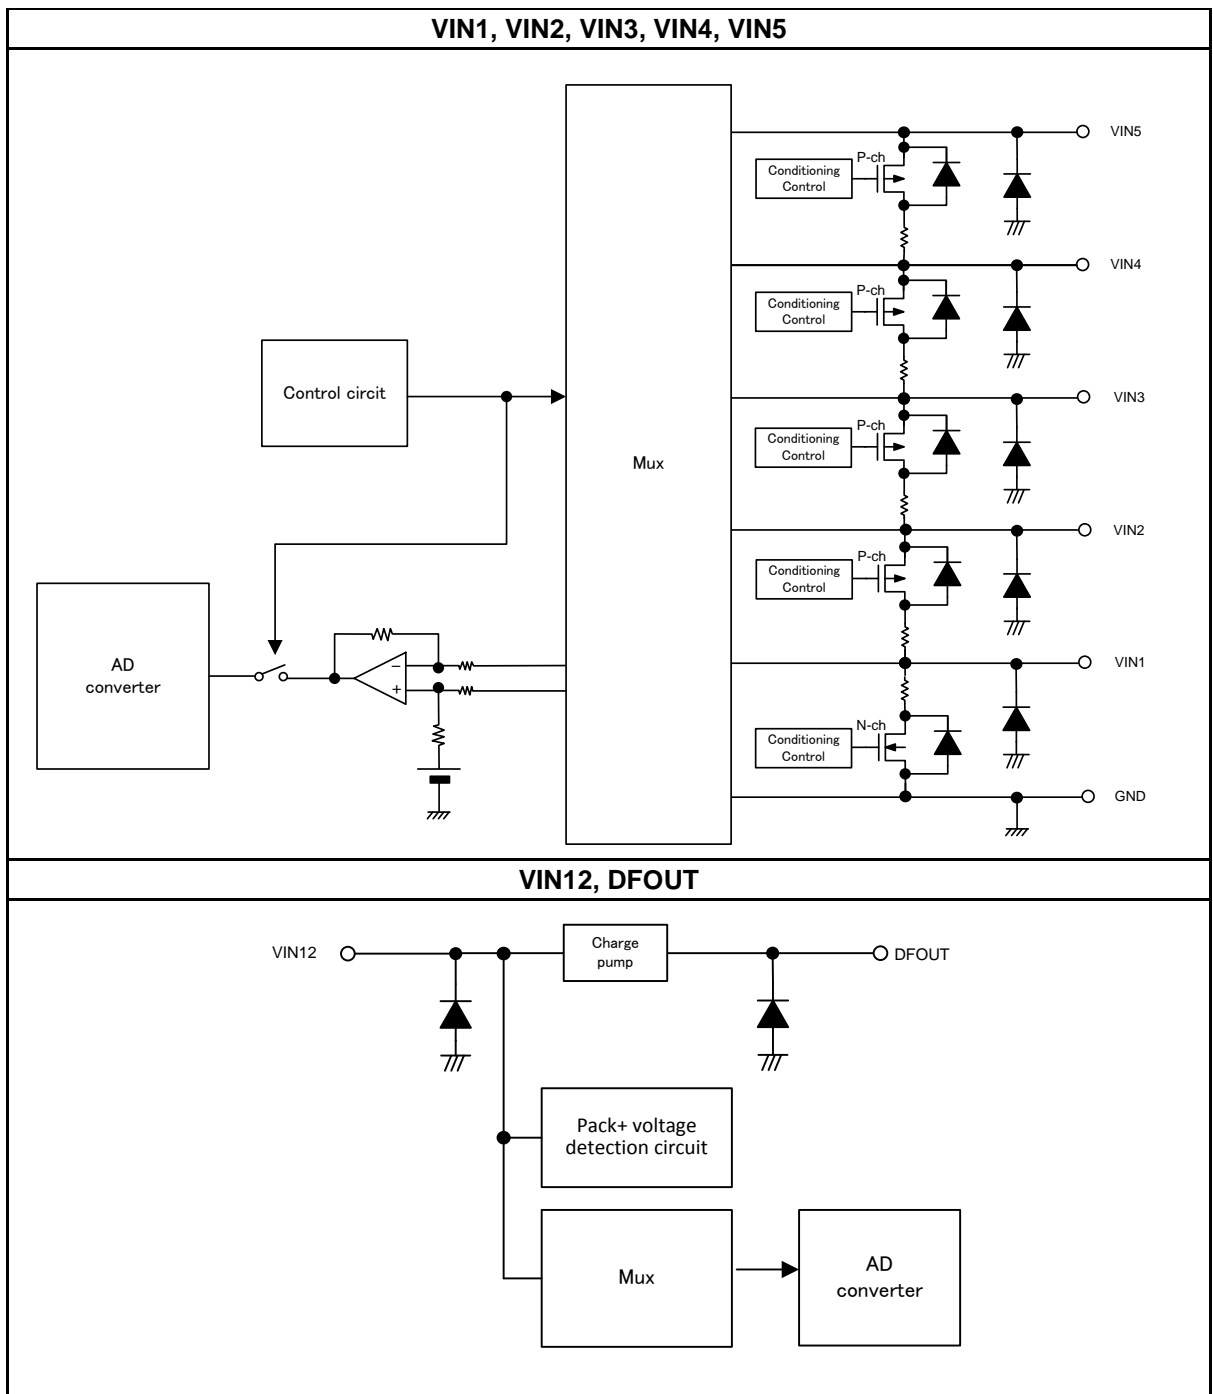 VIN1, VIN2, VIN3, VIN4, VIN5
VIN5
P-ch
Conditioning
Control
VIN4
P-ch
Conditioning
Control
Control circit
VIN3
P-ch
Conditioning
Control
Mux
VIN2
P-ch
Conditioning
Control
AD
converter
−
+
VIN1
N-ch
Conditioning
Control
GND
VIN12, DFOUT
VIN12
Charge
pump
DFOUT
Pack+ voltage
detection circuit
Mux
AD
converter